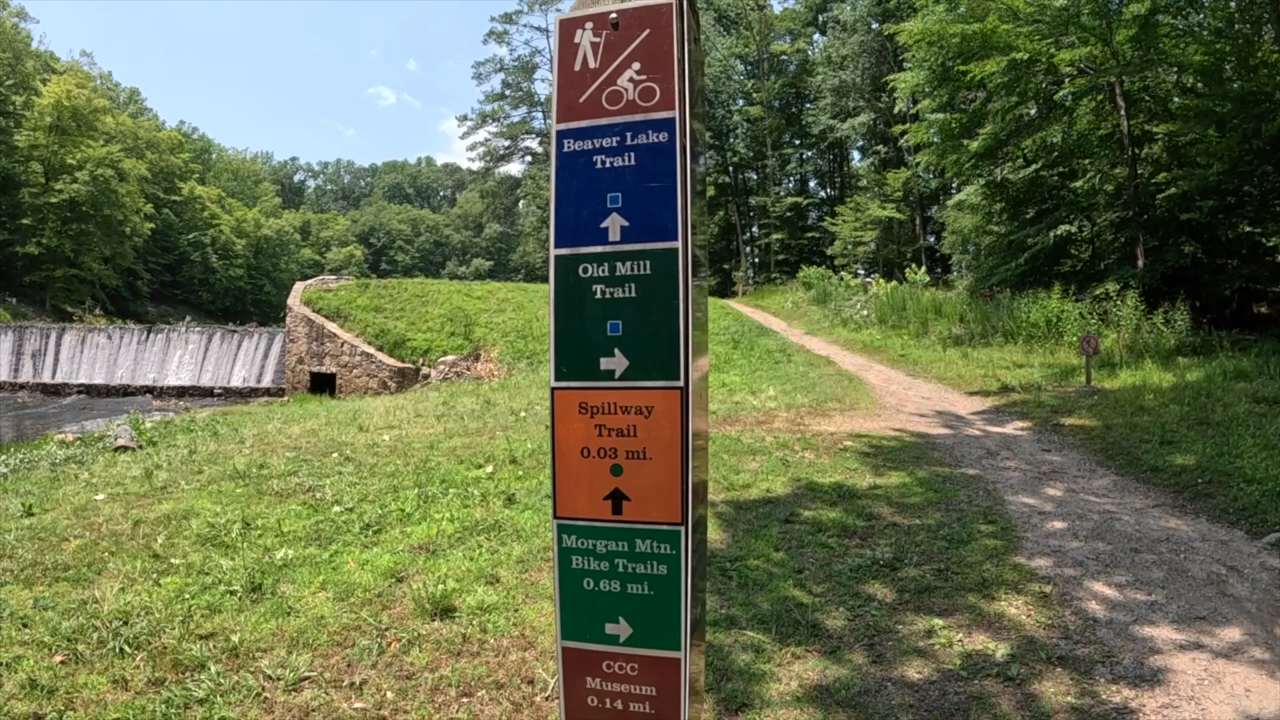 Beaver Lake
Trail
Old Mill
Trail
Spillway
Trail
0.03 mi.
Morgan Mtn.
Bike Trails
0.68 mi.
CCC
Museum
0.14 mi.